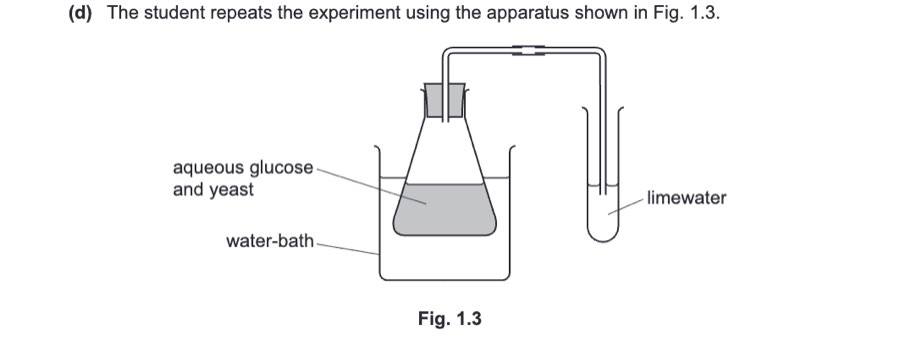 (d) The student repeats the experiment using the apparatus shown in Fig. 1.3.
aqueous glucose
and yeast
limewater
water-bath
Fig. 1.3